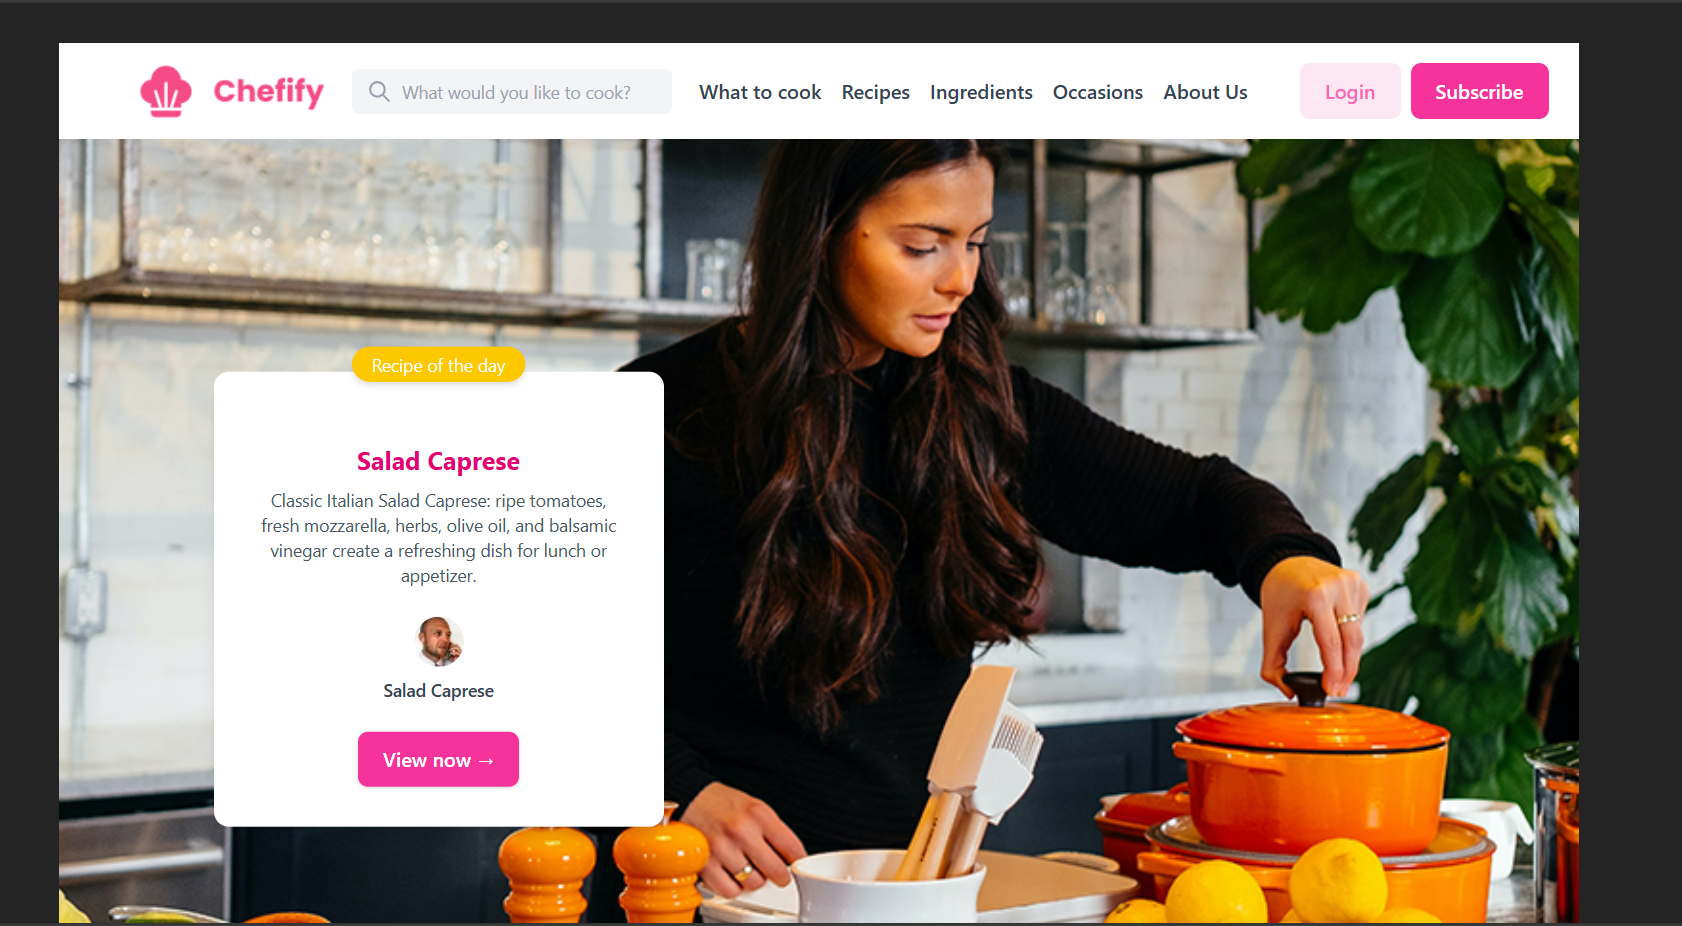 Chefify
What would you like to cook?
What to cook
Recipes
Ingredients
Occasions
About Us
Login
Subscribe
Recipe of the day
Salad Caprese
Classic Italian Salad Caprese: ripe tomatoes,
fresh mozzarella, herbs, olive oil, and balsamic
vinegar create a refreshing dish for lunch or
appetizer.
Salad Caprese
View now →